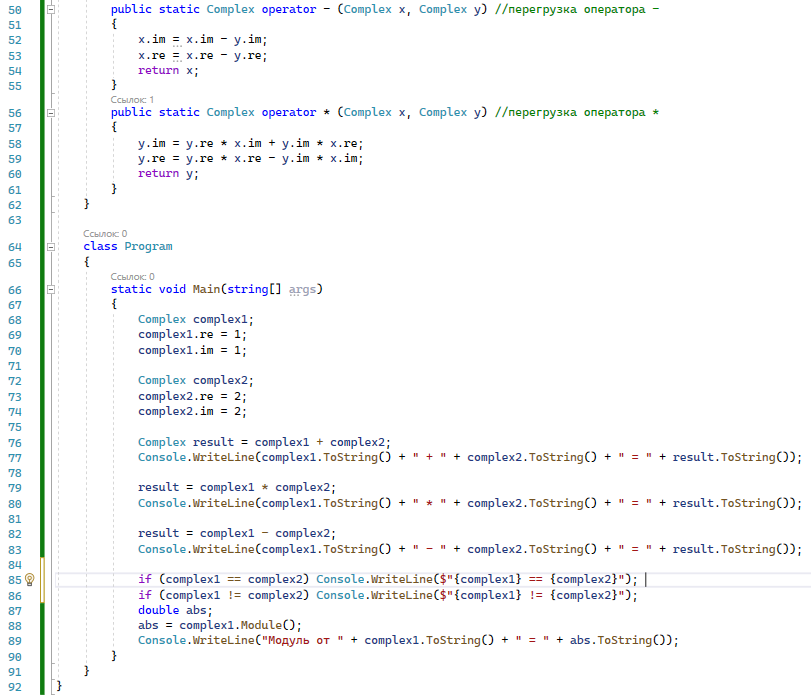 50 public static Complex operator - (Complex x, Complex y) //перегрузка оператора -
51 {
52 x.im = x.im - y.im;
53 x.re = x.re - y.re;
54 return x;
55 }
Ссылок: 1
56 public static Complex operator * (Complex x, Complex y) //перегрузка оператора *
57 {
58 y.im = y.re * x.im + y.im * x.re;
59 y.re = y.re * x.re - y.im * x.im;
60 return y;
61 }
62 }
63
Ссылок: 0
64 class Program
65 {
Ссылок: 0
66 static void Main(string[] args)
67 {
68 Complex complex1;
69 complex1.re = 1;
70 complex1.im = 1;
71
72 Complex complex2;
73 complex2.re = 2;
74 complex2.im = 2;
75
76 Complex result = complex1 + complex2;
77 Console.WriteLine(complex1.ToString() + " + " + complex2.ToString() + " = " + result.ToString());
78
79 result = complex1 * complex2;
80 Console.WriteLine(complex1.ToString() + " * " + complex2.ToString() + " = " + result.ToString());
81
82 result = complex1 - complex2;
83 Console.WriteLine(complex1.ToString() + " - " + complex2.ToString() + " = " + result.ToString());
84
85 if (complex1 == complex2) Console.WriteLine($"{complex1} == {complex2}");
86 if (complex1 != complex2) Console.WriteLine($"{complex1} != {complex2}");
87 double abs;
88 abs = complex1.Module();
89 Console.WriteLine("Модуль от " + complex1.ToString() + " = " + abs.ToString());
90 }
91 }
92 }